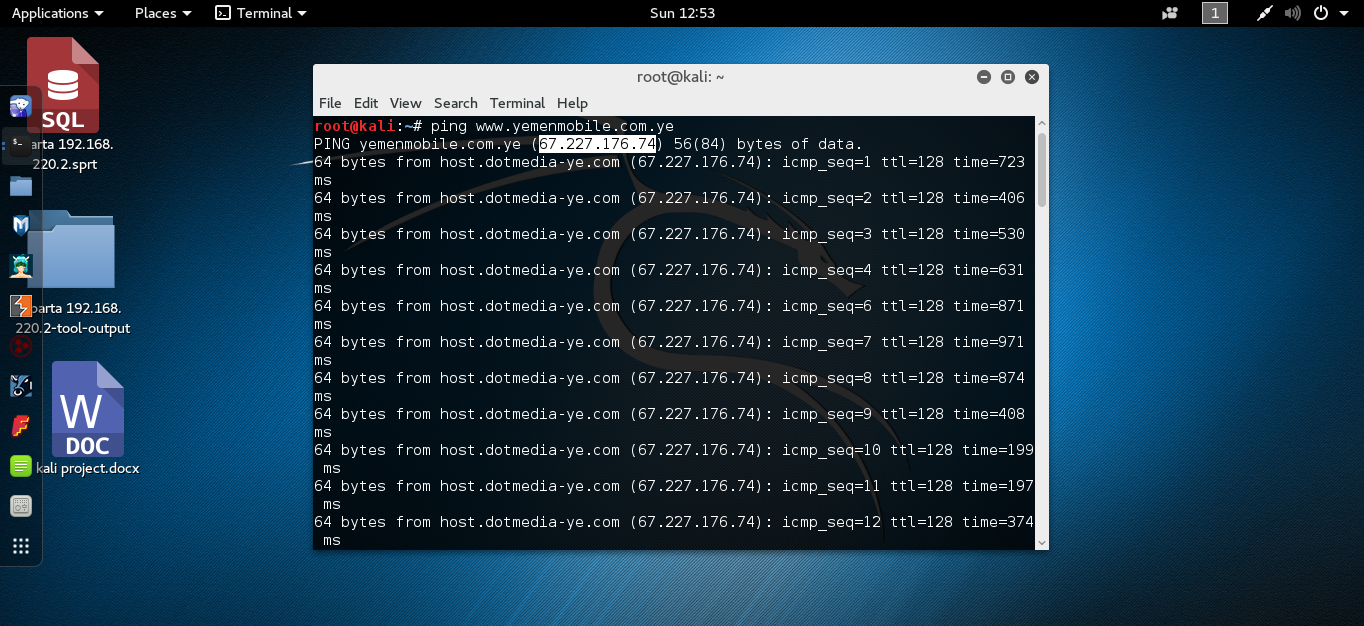 Applications Places Terminal Sun 12:53 1
SQL
arta 192.168.
220.2.sprt
arta 192.168.
220.2-tool-output
W
DOC
kali project.docx
root@kali: ~
File Edit View Search Terminal Help
root@kali:~# ping www.yemenmobile.com.ye
PING yemenmobile.com.ye (67.227.176.74) 56(84) bytes of data.
64 bytes from host.dotmedia-ye.com (67.227.176.74): icmp_seq=1 ttl=128 time=723
ms
64 bytes from host.dotmedia-ye.com (67.227.176.74): icmp_seq=2 ttl=128 time=406
ms
64 bytes from host.dotmedia-ye.com (67.227.176.74): icmp_seq=3 ttl=128 time=530
ms
64 bytes from host.dotmedia-ye.com (67.227.176.74): icmp_seq=4 ttl=128 time=631
ms
64 bytes from host.dotmedia-ye.com (67.227.176.74): icmp_seq=6 ttl=128 time=871
ms
64 bytes from host.dotmedia-ye.com (67.227.176.74): icmp_seq=7 ttl=128 time=971
ms
64 bytes from host.dotmedia-ye.com (67.227.176.74): icmp_seq=8 ttl=128 time=874
ms
64 bytes from host.dotmedia-ye.com (67.227.176.74): icmp_seq=9 ttl=128 time=408
ms
64 bytes from host.dotmedia-ye.com (67.227.176.74): icmp_seq=10 ttl=128 time=199
ms
64 bytes from host.dotmedia-ye.com (67.227.176.74): icmp_seq=11 ttl=128 time=197
ms
64 bytes from host.dotmedia-ye.com (67.227.176.74): icmp_seq=12 ttl=128 time=374
ms